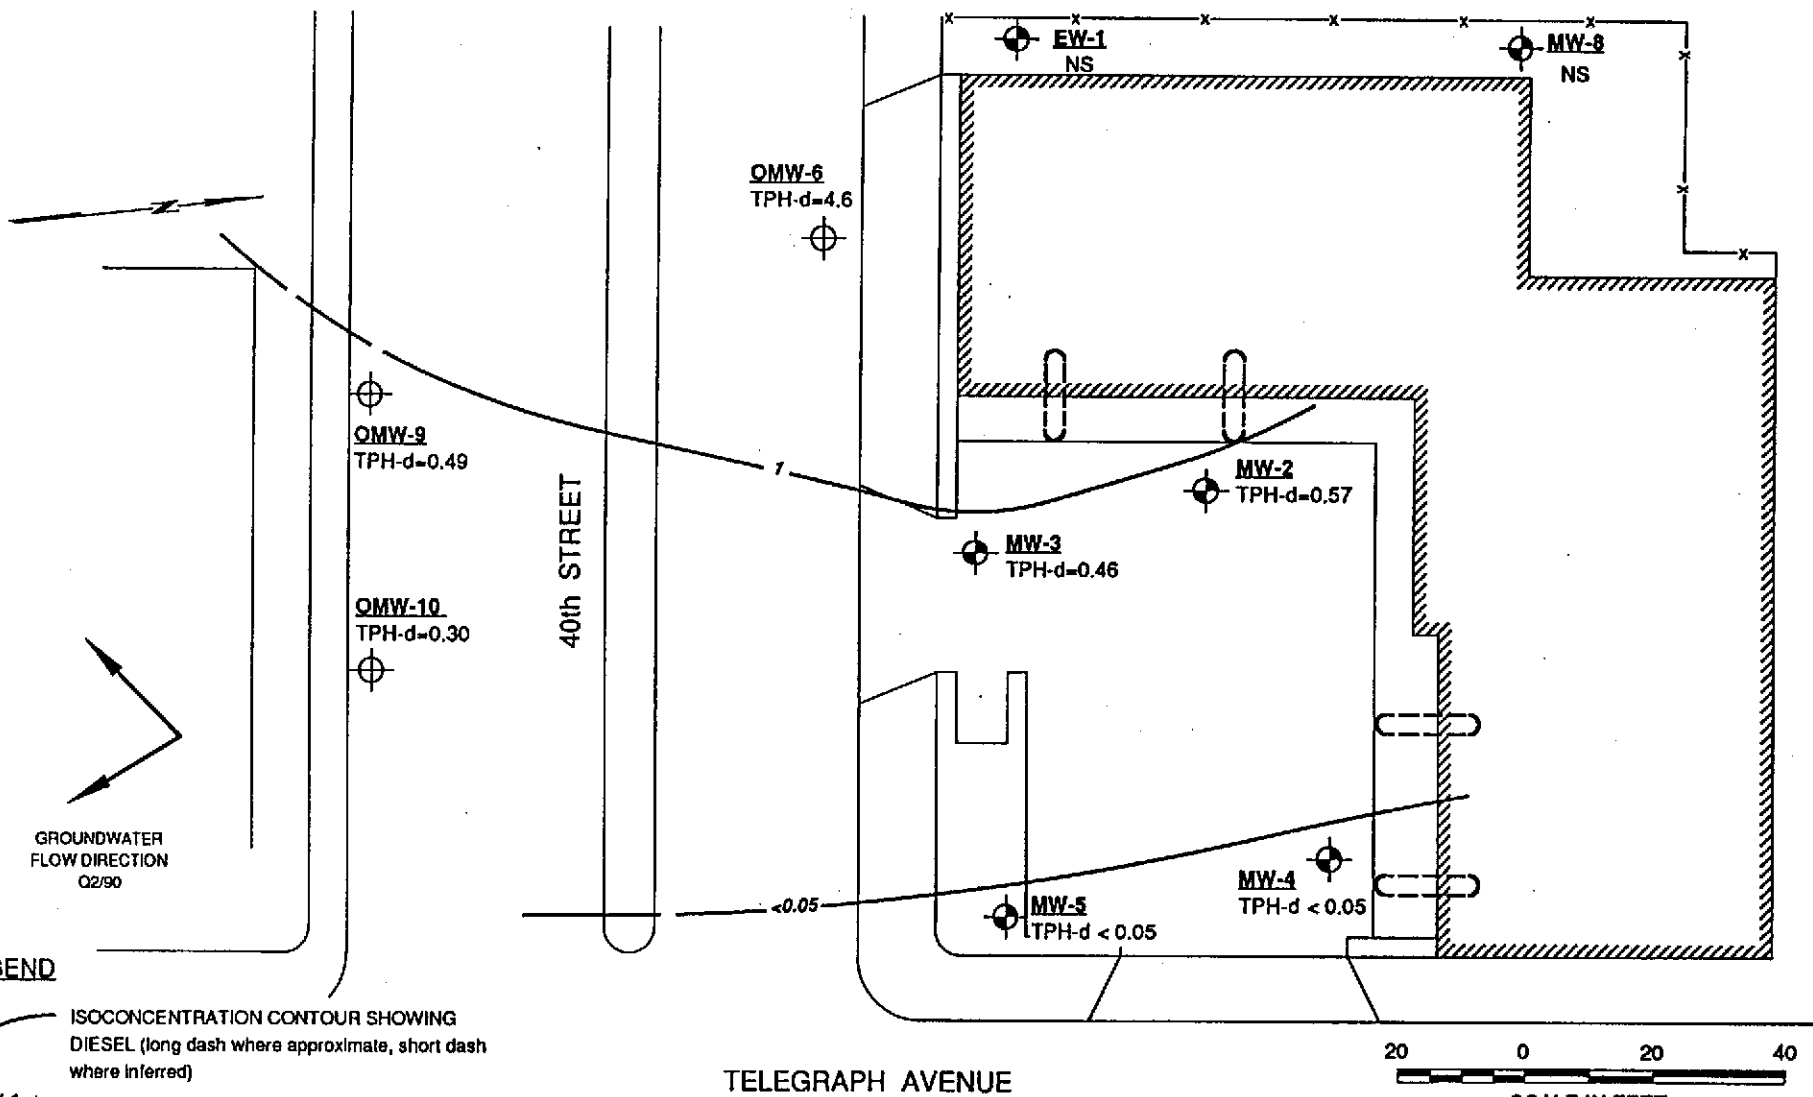 EW-1
NS
MW-8
NS
OMW-6
TPH-d=4.6
N
OMW-9
TPH-d=0.49
1
MW-2
TPH-d=0.57
MW-3
TPH-d=0.46
40th STREET
OMW-10
TPH-d=0.30
GROUNDWATER
FLOW DIRECTION
Q2/90
<0.05
MW-4
TPH-d < 0.05
MW-5
TPH-d < 0.05
ISOCONCENTRATION CONTOUR SHOWING
DIESEL (long dash where approximate, short dash
where inferred)
TELEGRAPH AVENUE
20 0 20 40